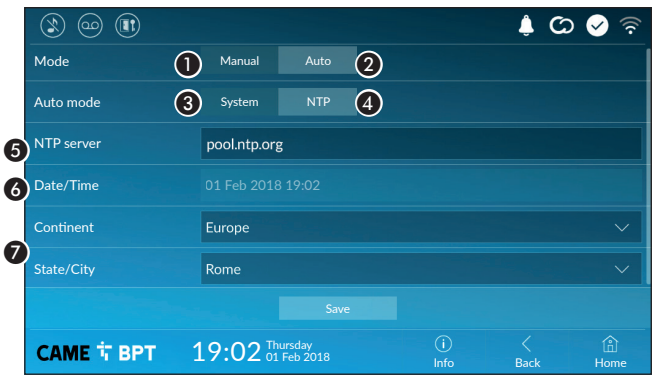 Mode 1 Manual Auto 2
Auto mode 3 System NTP 4
5 NTP server pool.ntp.org
6 Date/Time 01 Feb 2018 19:02
Continent Europe
7
State/City Rome
Save
CAME BPT 19:02 Thursday 01 Feb 2018 Info Back Home